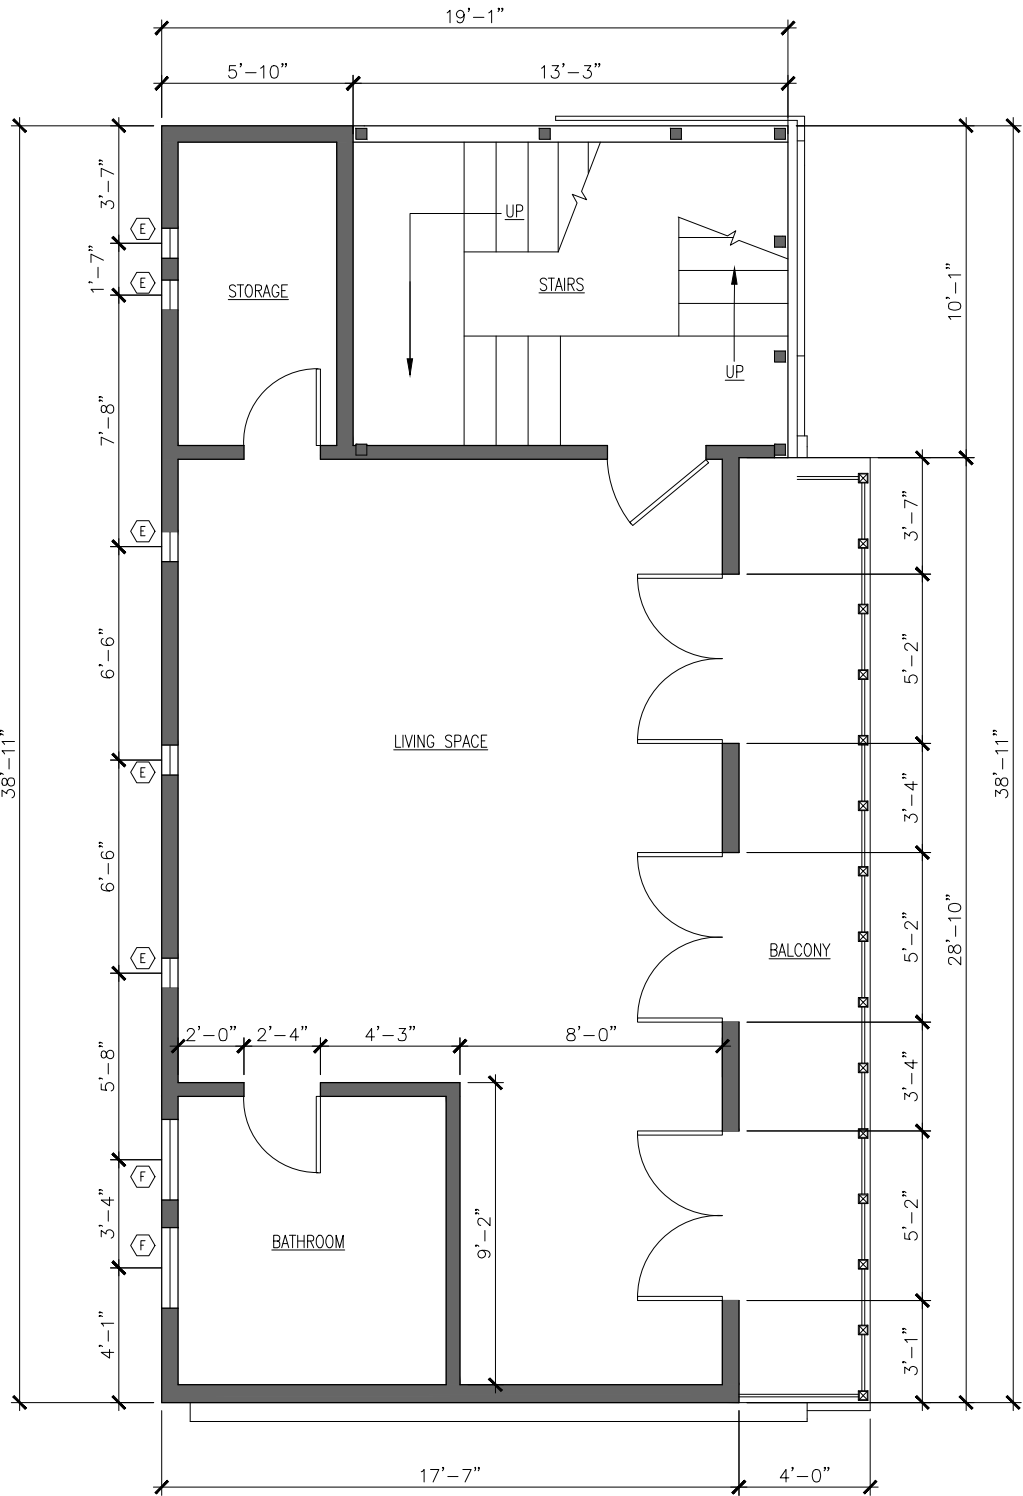 19'-1"
5'-10"
13'-3"
3'-7"
E
UP
1'-7"
E
STORAGE
STAIRS
10'-1"
UP
7'-8"
E
3'-7"
6'-6"
5'-2"
LIVING SPACE
38'-11"
38'-11"
E
3'-4"
6'-6"
5'-2"
28'-10"
BALCONY
E
2'-0"
2'-4"
4'-3"
8'-0"
5'-8"
3'-4"
F
3'-4"
5'-2"
F
BATHROOM
9'-2"
4'-1"
3'-1"
17'-7"
4'-0"